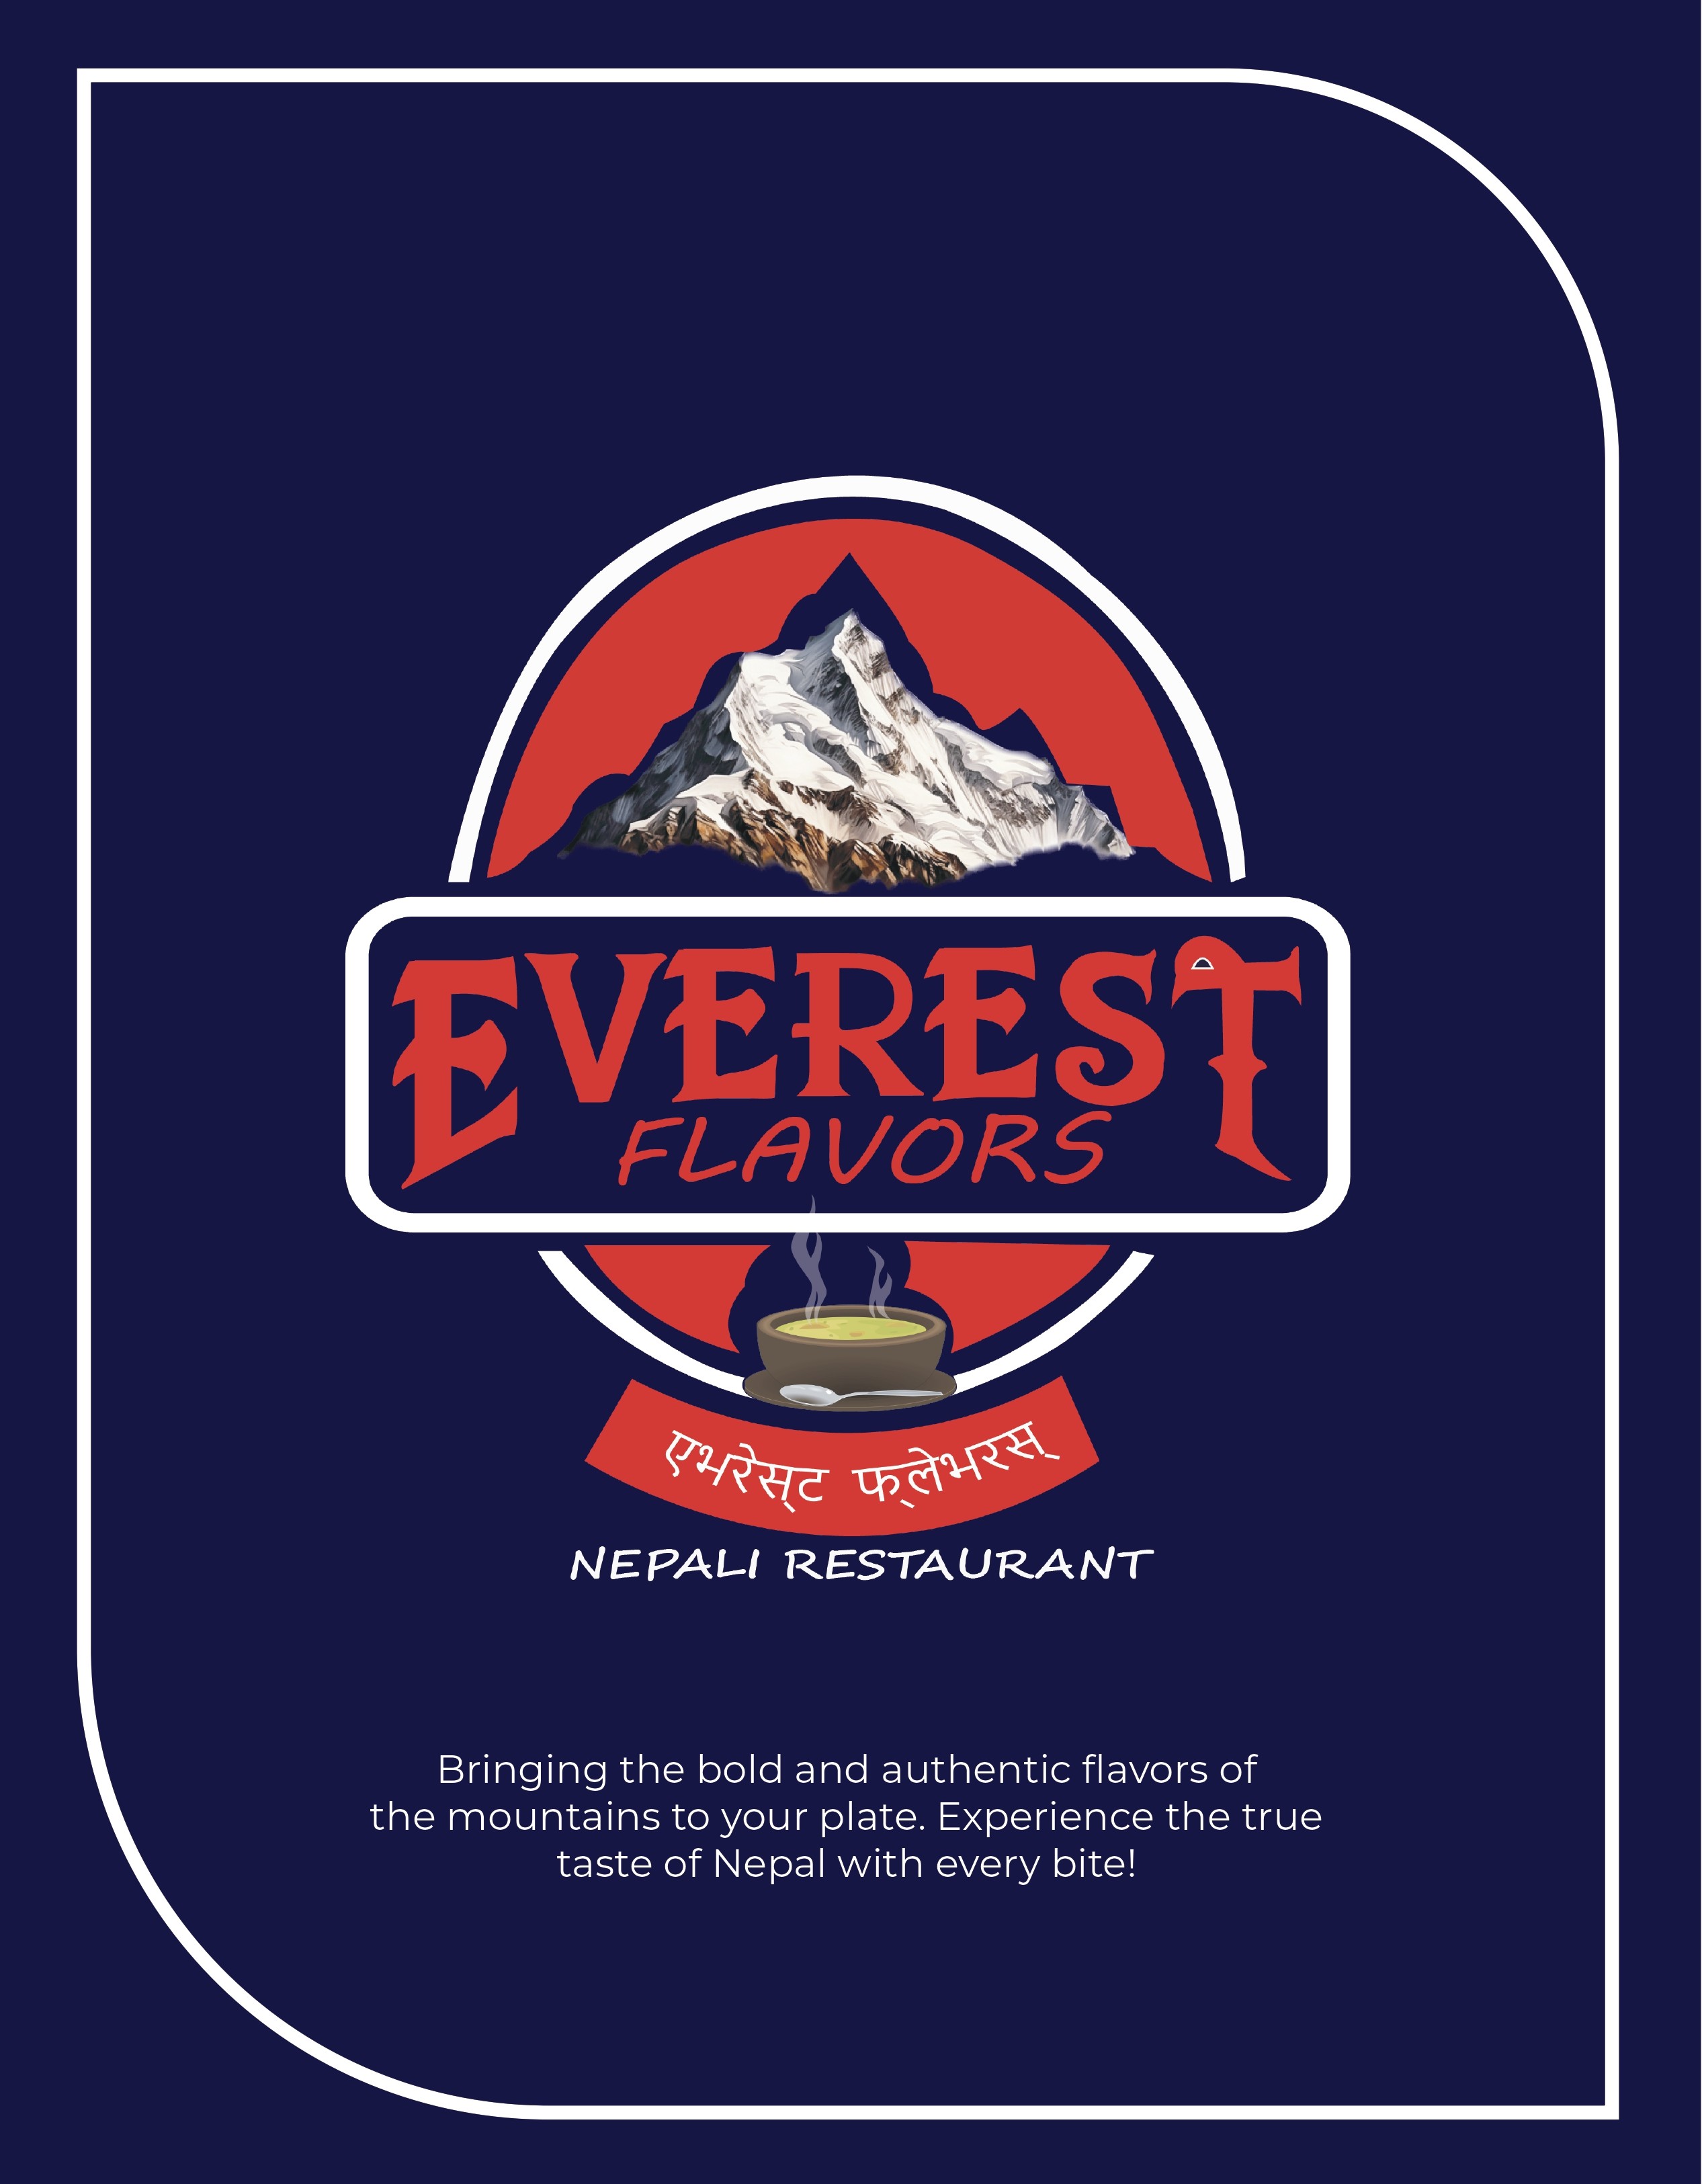 EVEREST
FLAVORS
एभरेस्ट फ्लेभरस्
NEPALI RESTAURANT
Bringing the bold and authentic flavors of
the mountains to your plate. Experience the true
taste of Nepal with every bite!